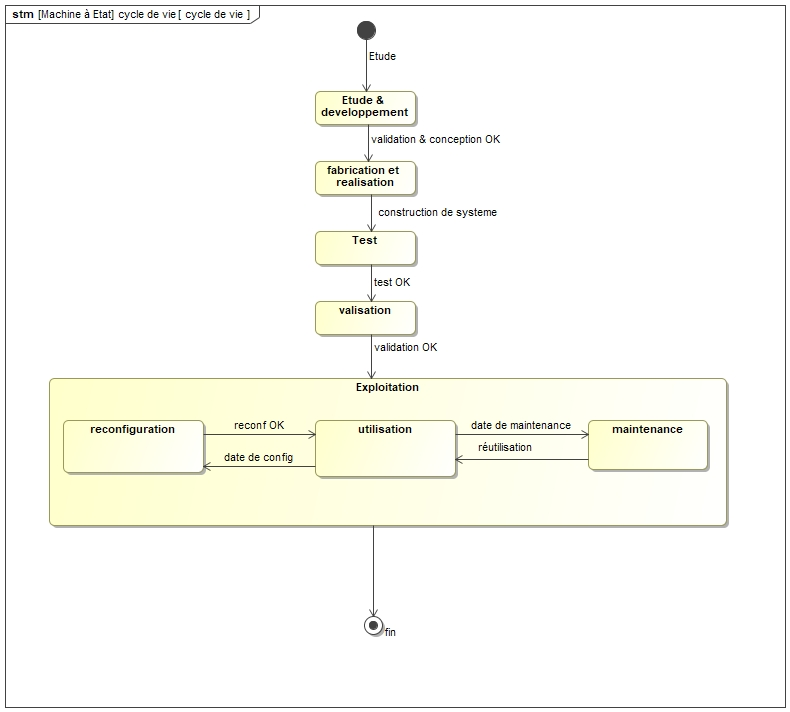 stm [Machine à Etat] cycle de vie [ cycle de vie ]
Etude
Etude &
developpement
validation & conception OK
fabrication et
realisation
construction de systeme
Test
test OK
valisation
validation OK
Exploitation
reconfiguration
reconf OK
utilisation
date de maintenance
maintenance
réutilisation
date de config
fin